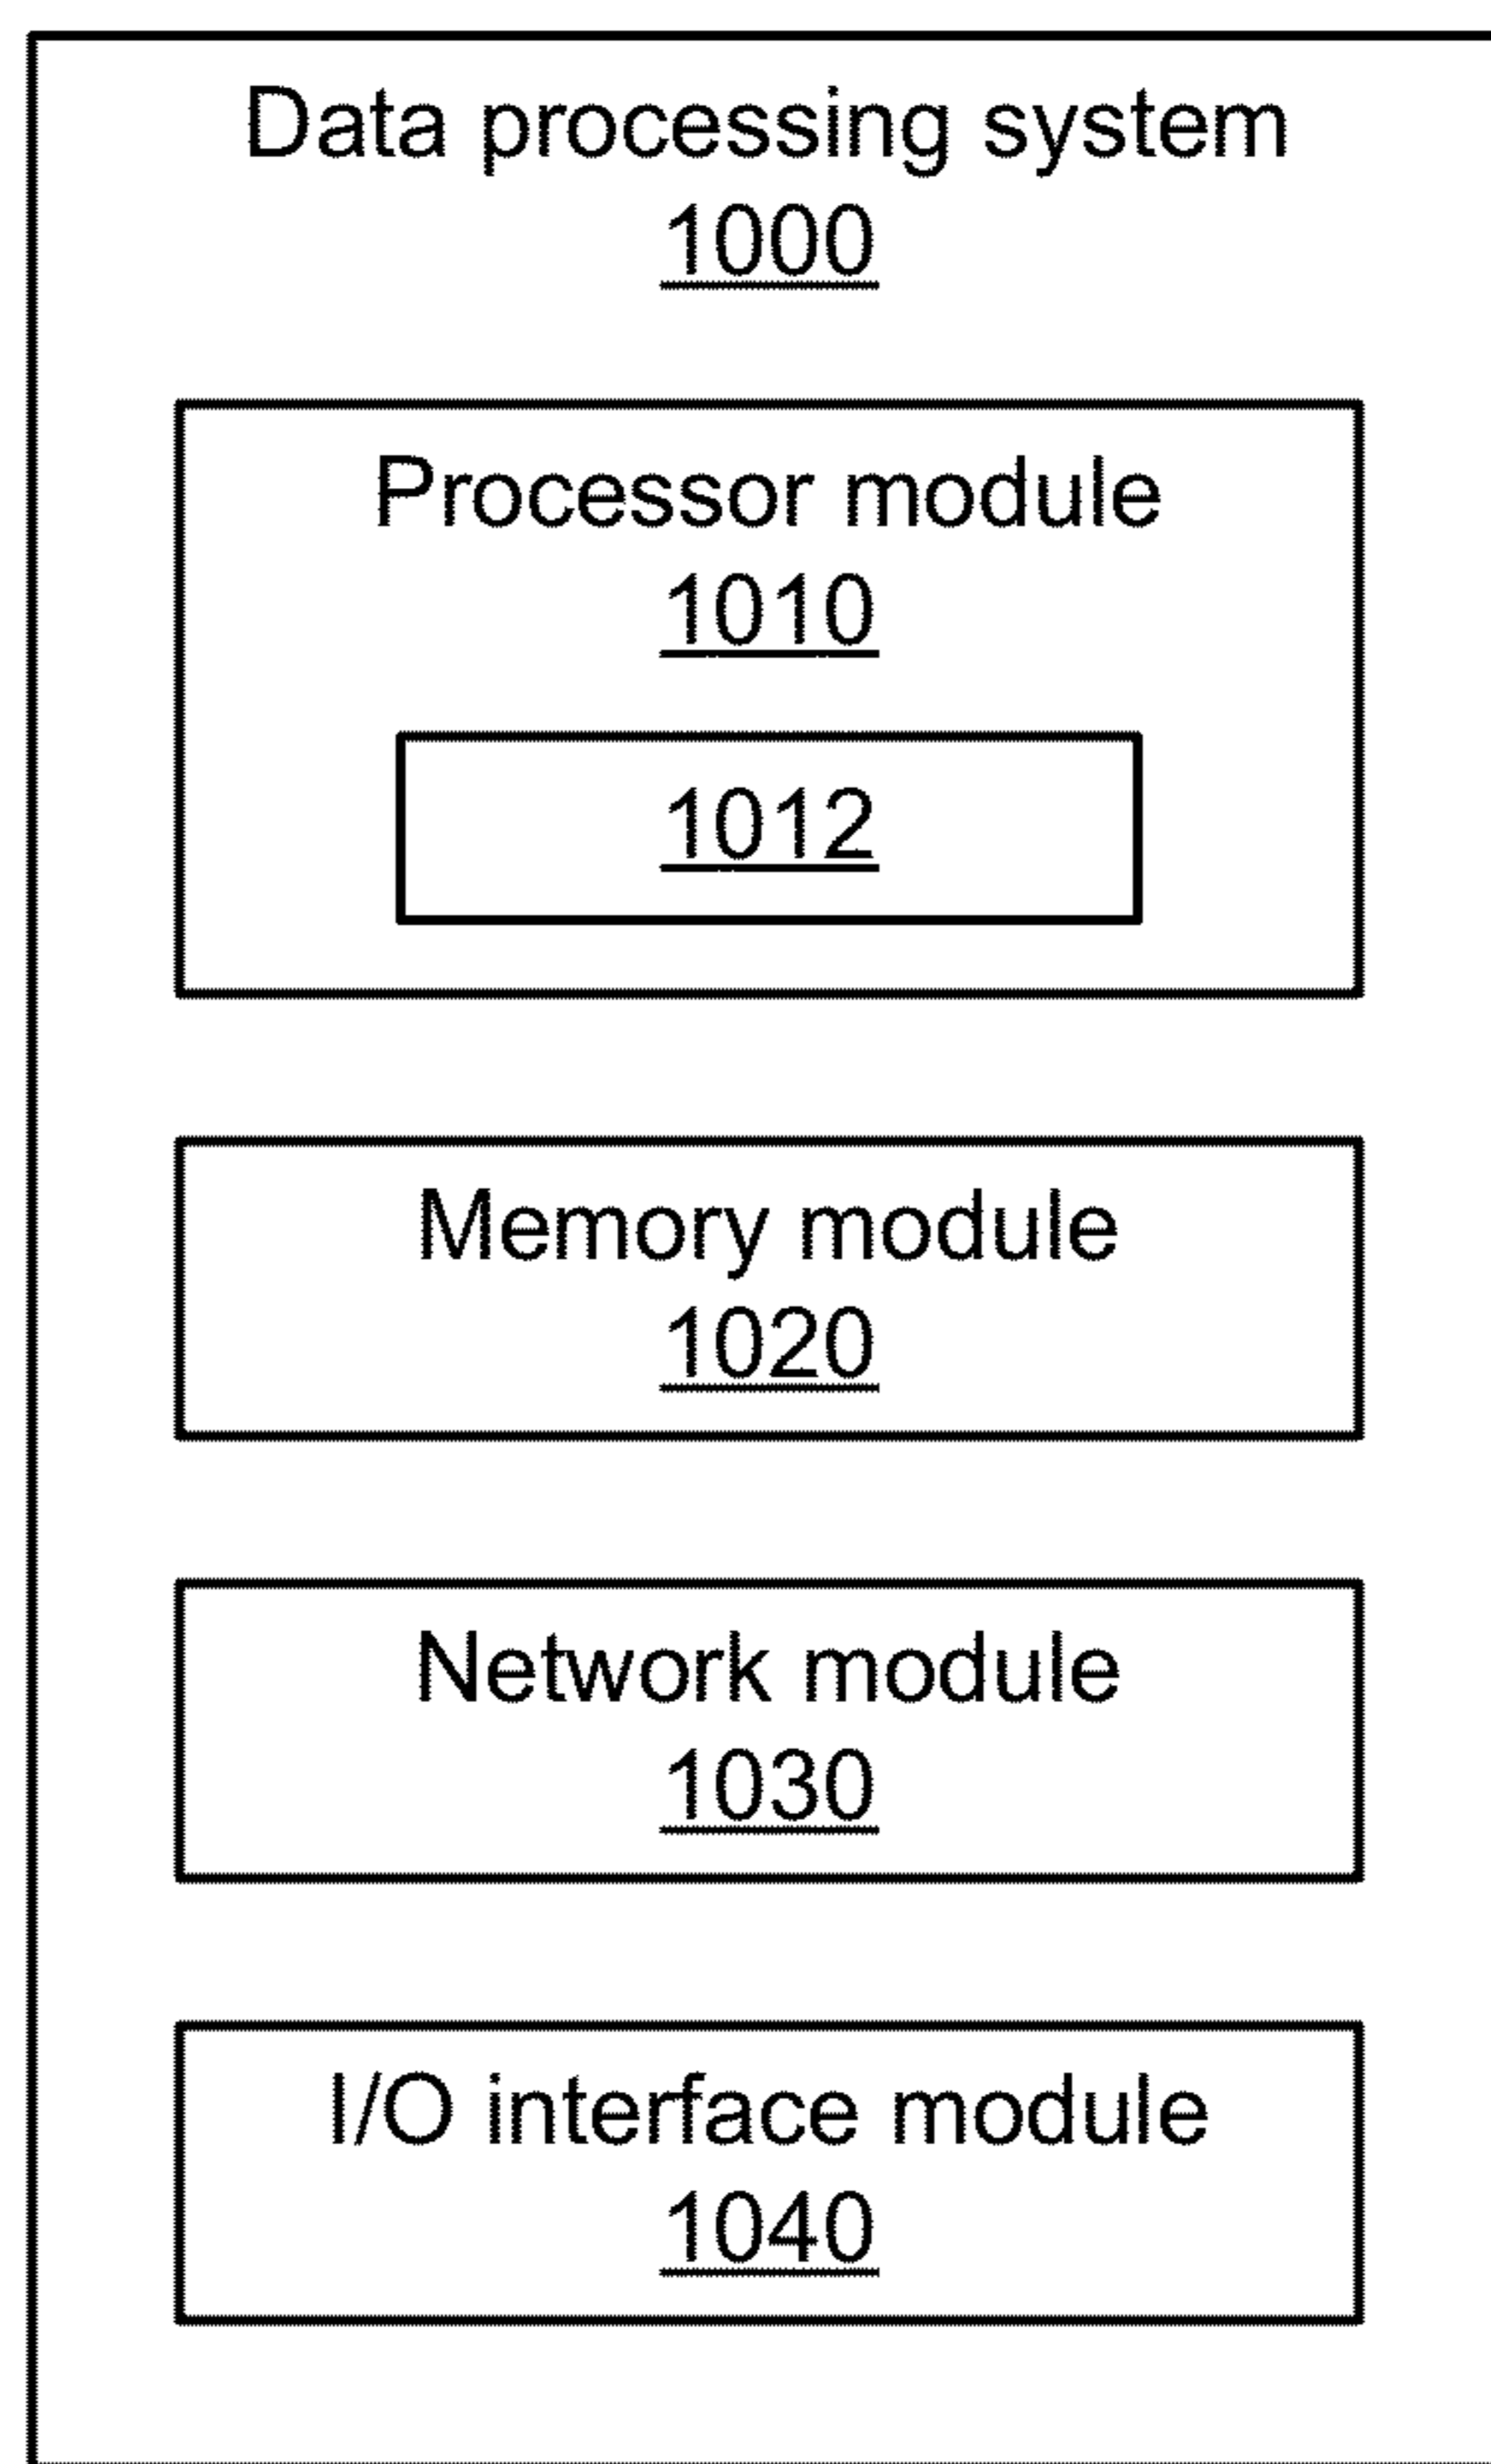 Data processing system
1000
Processor module
1010
1012
Memory module
1020
Network module
1030
I/O interface module
1040